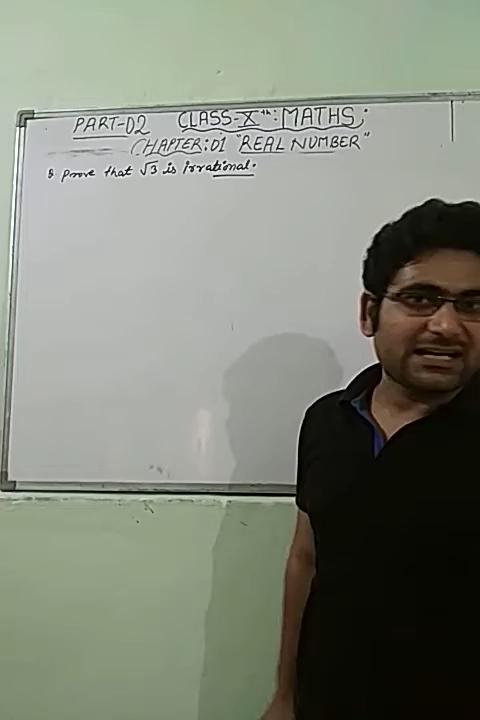 PART-02 CLASS-Xth: MATHS:
CHAPTER:01 "REAL NUMBER"
Q. prove that √3 is irrational.